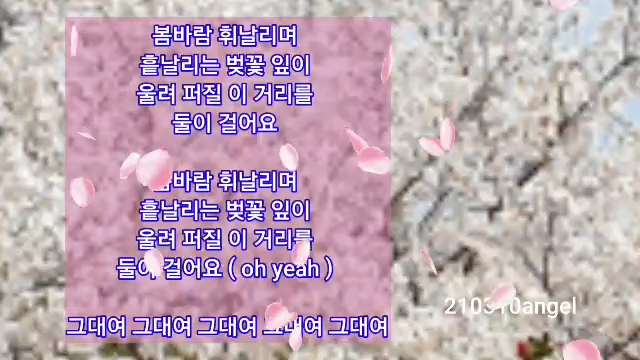 봄바람 휘날리며
흩날리는 벚꽃 잎이
울려 퍼질 이 거리를
둘이 걸어요
봄바람 휘날리며
흩날리는 벚꽃 잎이
울려 퍼질 이 거리를
둘이 걸어요 ( oh yeah )
그대여 그대여 그대여 그대여 그대여
210310angel